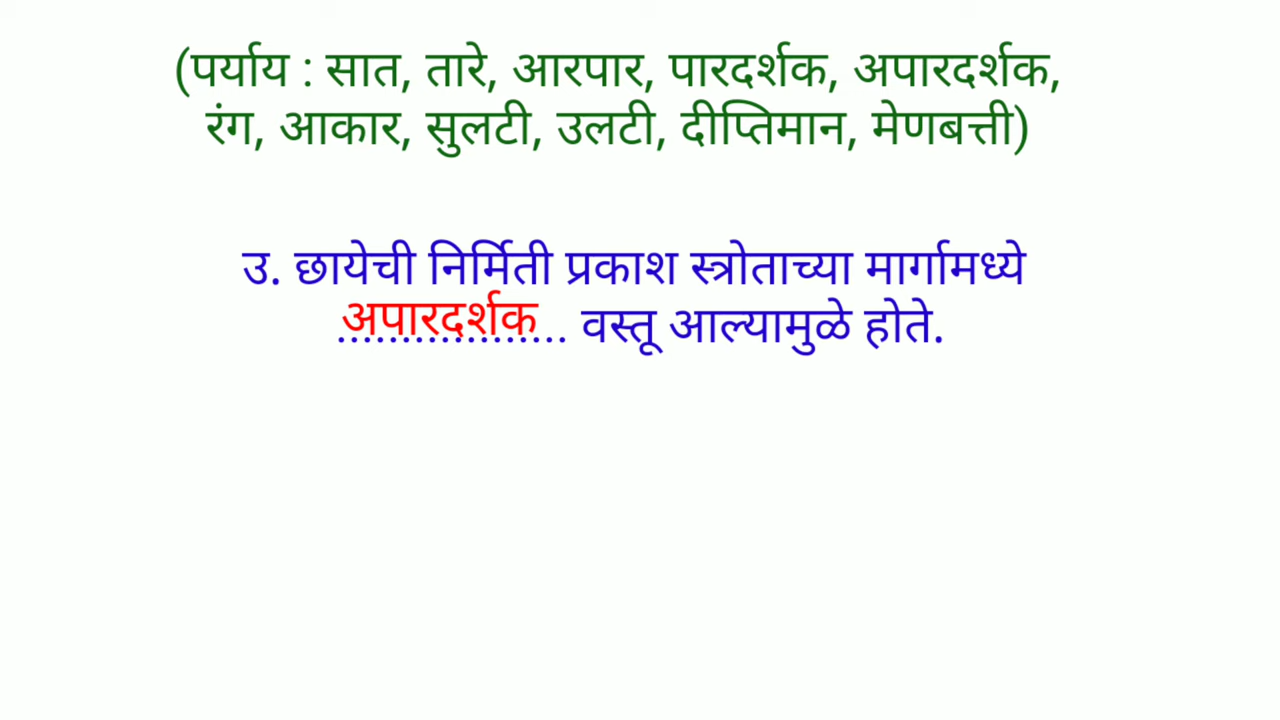 (पर्याय : सात, तारे, आरपार, पारदर्शक, अपारदर्शक,
रंग, आकार, सुलटी, उलटी, दीप्तिमान, मेणबत्ती)
उ. छायेची निर्मिती प्रकाश स्त्रोताच्या मार्गामध्ये
अपारदर्शक.................. वस्तू आल्यामुळे होते.